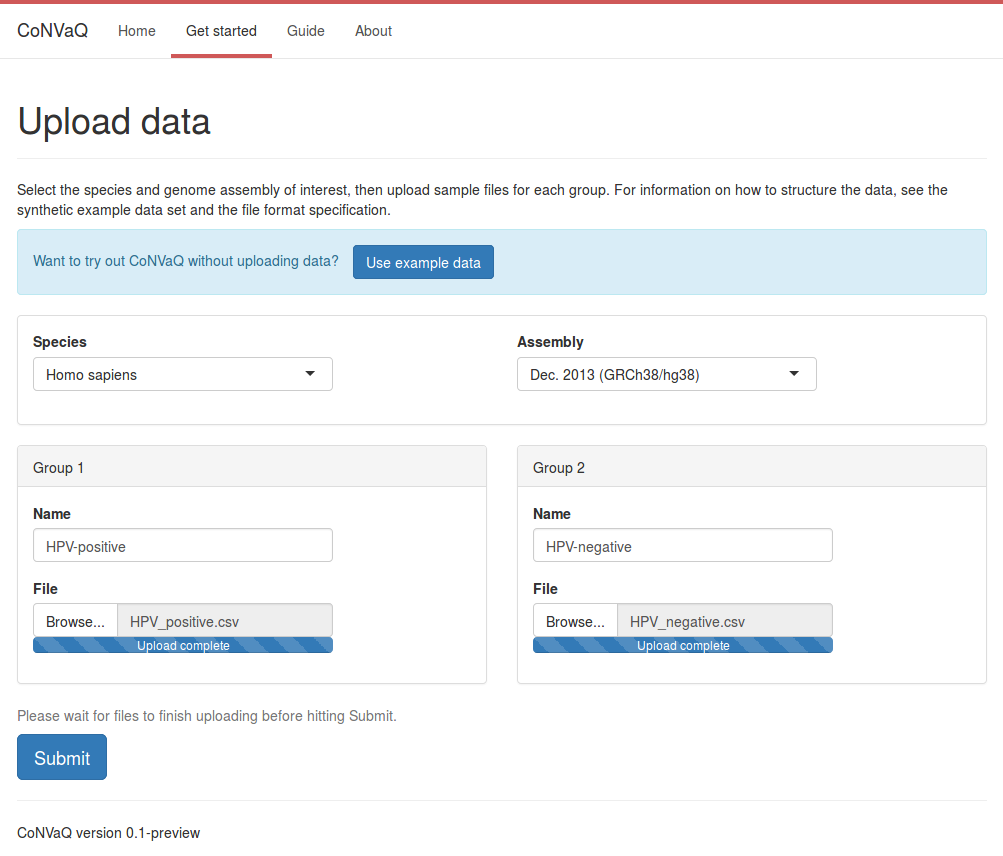 CoNVaQ Home Get started Guide About
Upload data
Select the species and genome assembly of interest, then upload sample files for each group. For information on how to structure the data, see the
synthetic example data set and the file format specification.
Want to try out CoNVaQ without uploading data? Use example data
Species
Homo sapiens
Assembly
Dec. 2013 (GRCh38/hg38)
Group 1
Name
HPV-positive
File
Browse... HPV_positive.csv
Upload complete
Group 2
Name
HPV-negative
File
Browse... HPV_negative.csv
Upload complete
Please wait for files to finish uploading before hitting Submit.
Submit
CoNVaQ version 0.1-preview